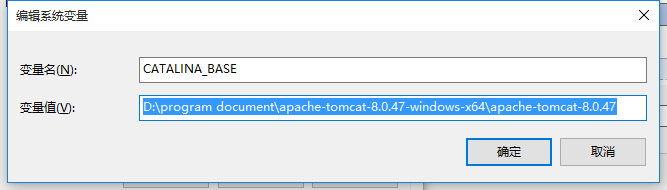 编辑系统变量
变量名(N):
CATALINA_BASE
变量值(V):
D:\program document\apache-tomcat-8.0.47-windows-x64\apache-tomcat-8.0.47
确定
取消